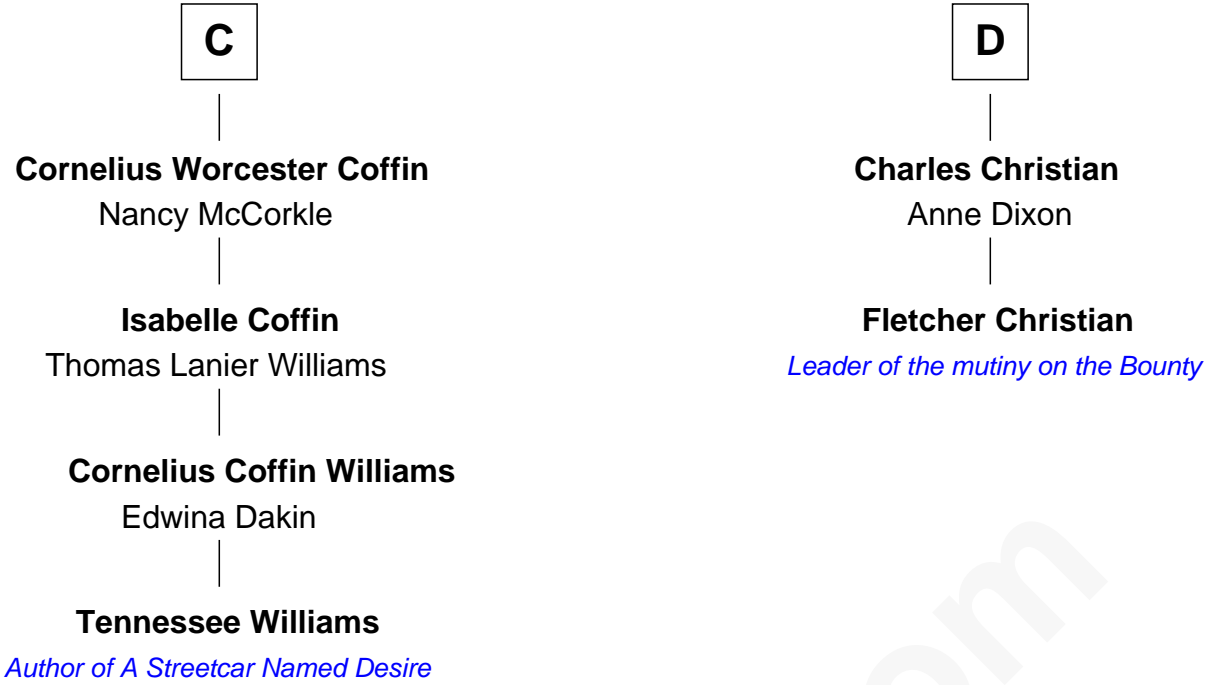 C
Cornelius Worcester Coffin
Nancy McCorkle
Isabelle Coffin
Thomas Lanier Williams
Cornelius Coffin Williams
Edwina Dakin
Tennessee Williams
Author of A Streetcar Named Desire
D
Charles Christian
Anne Dixon
Fletcher Christian
Leader of the mutiny on the Bounty
om